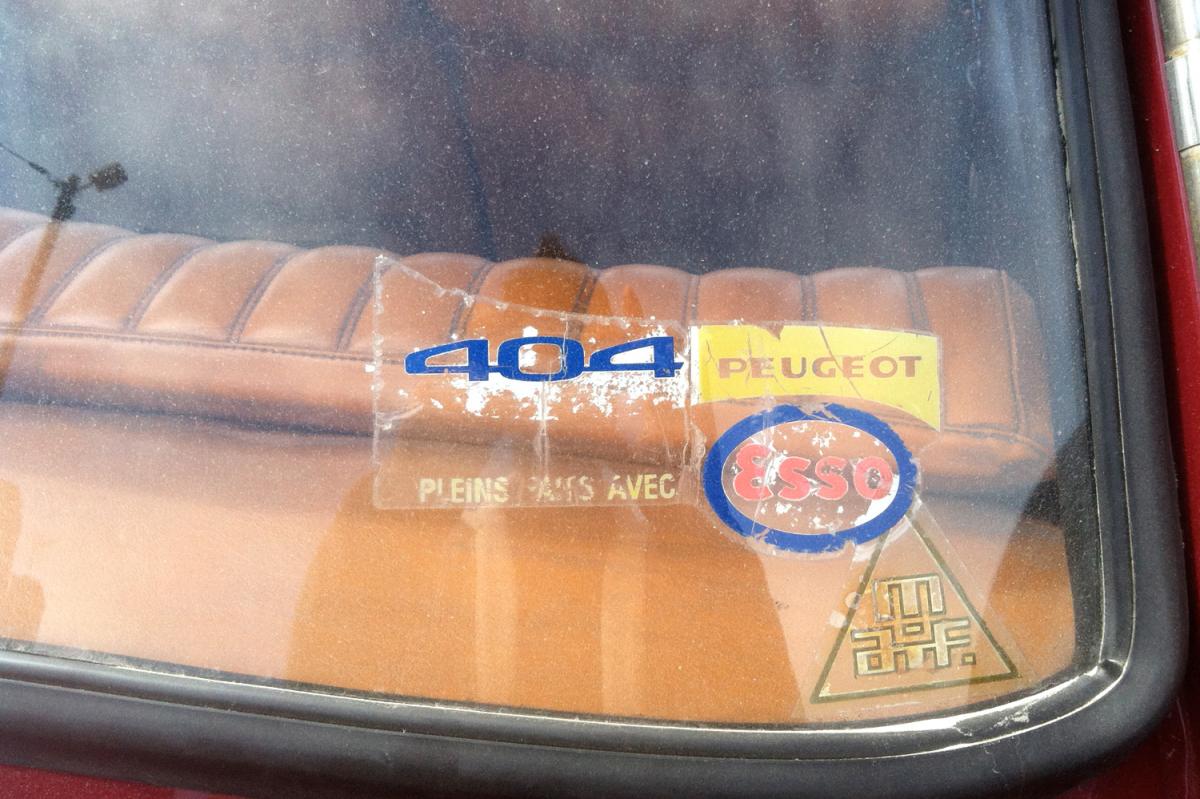 404
PEUGEOT
PLEINS FAITS AVEC
Esso
m
a.r.f.